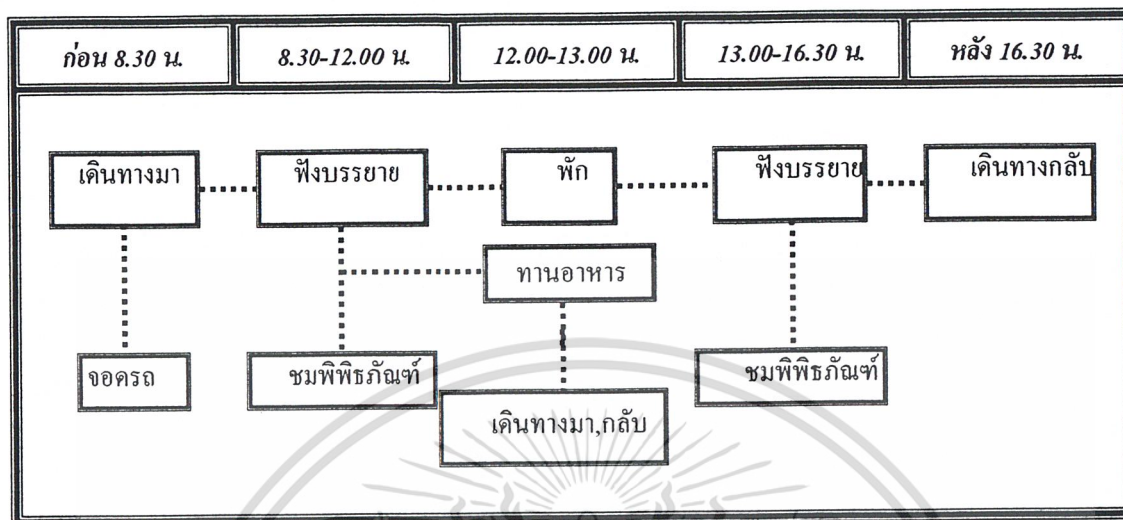 ก่อน 8.30 น. 8.30-12.00 น. 12.00-13.00 น. 13.00-16.30 น. หลัง 16.30 น.
เดินทางมา ฟังบรรยาย พัก ฟังบรรยาย เดินทางกลับ
ทานอาหาร
จอดรถ ชมพิพิธภัณฑ์ ชมพิพิธภัณฑ์
เดินทางมา,กลับ